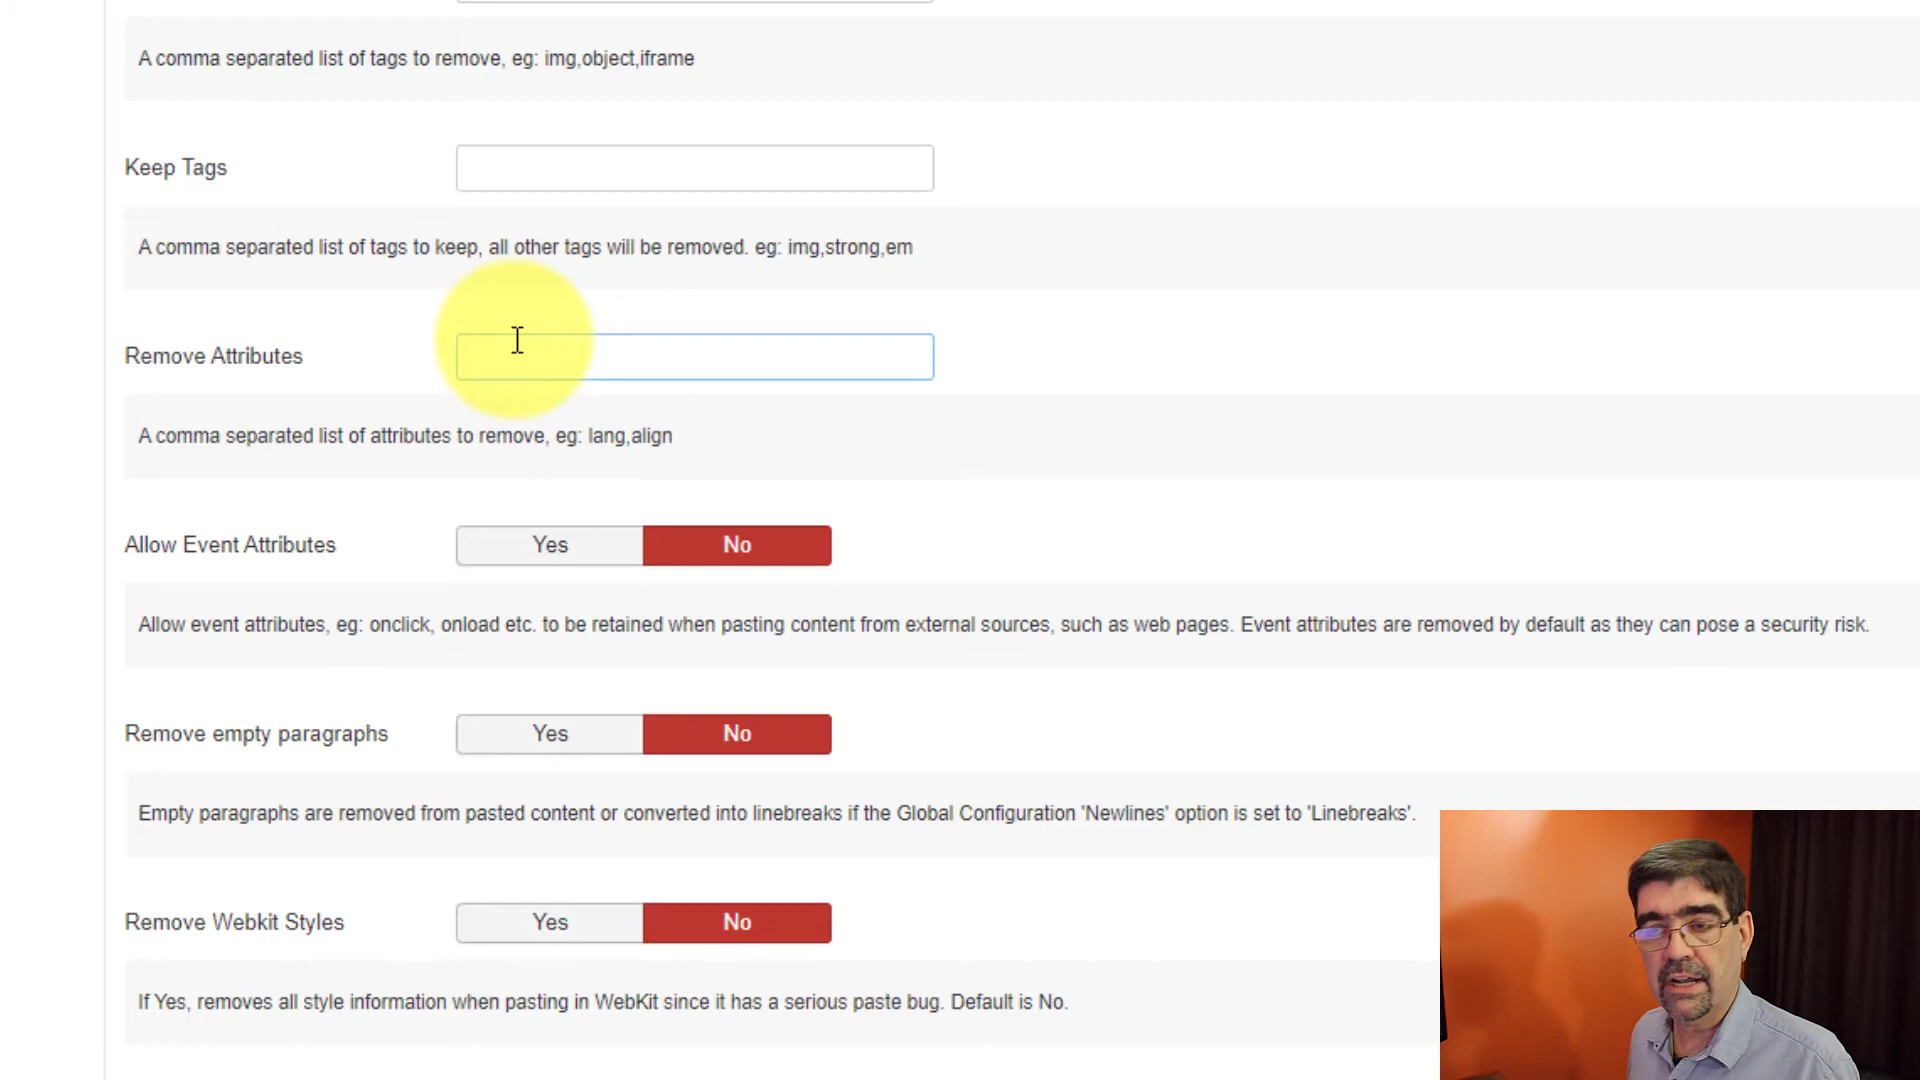 A comma separated list of tags to remove, eg: img,object,iframe
Keep Tags
A comma separated list of tags to keep, all other tags will be removed. eg: img,strong,em
Remove Attributes
A comma separated list of attributes to remove, eg: lang,align
Allow Event Attributes Yes No
Allow event attributes, eg: onclick, onload etc. to be retained when pasting content from external sources, such as web pages. Event attributes are removed by default as they can pose a security risk.
Remove empty paragraphs Yes No
Empty paragraphs are removed from pasted content or converted into linebreaks if the Global Configuration 'Newlines' option is set to 'Linebreaks'.
Remove Webkit Styles Yes No
If Yes, removes all style information when pasting in WebKit since it has a serious paste bug. Default is No.